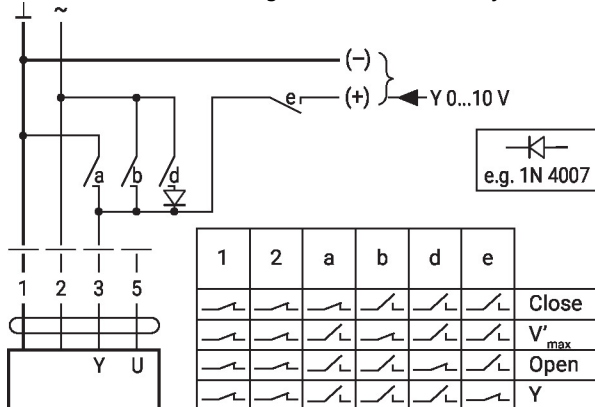 ~
(–)
e
(+)
Y 0...10 V
a
b
d
e.g. 1N 4007
1 2 a b d e
1 2 3 5
Close
V'max
Y U
Open
Y